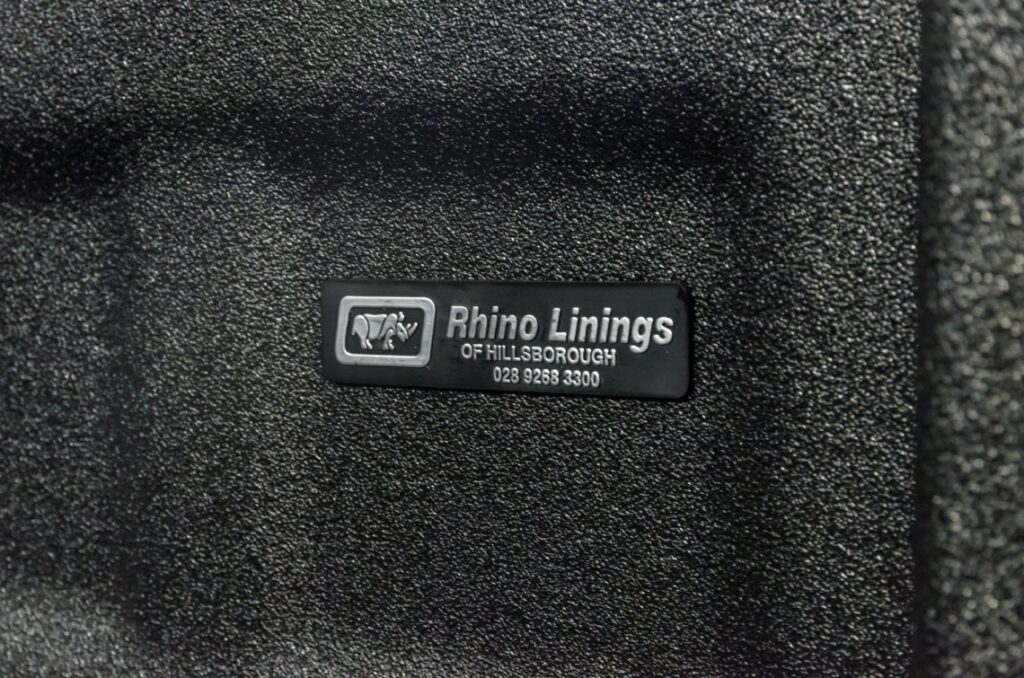 Rhino Linings
OF HILLSBOROUGH
028 9268 3300